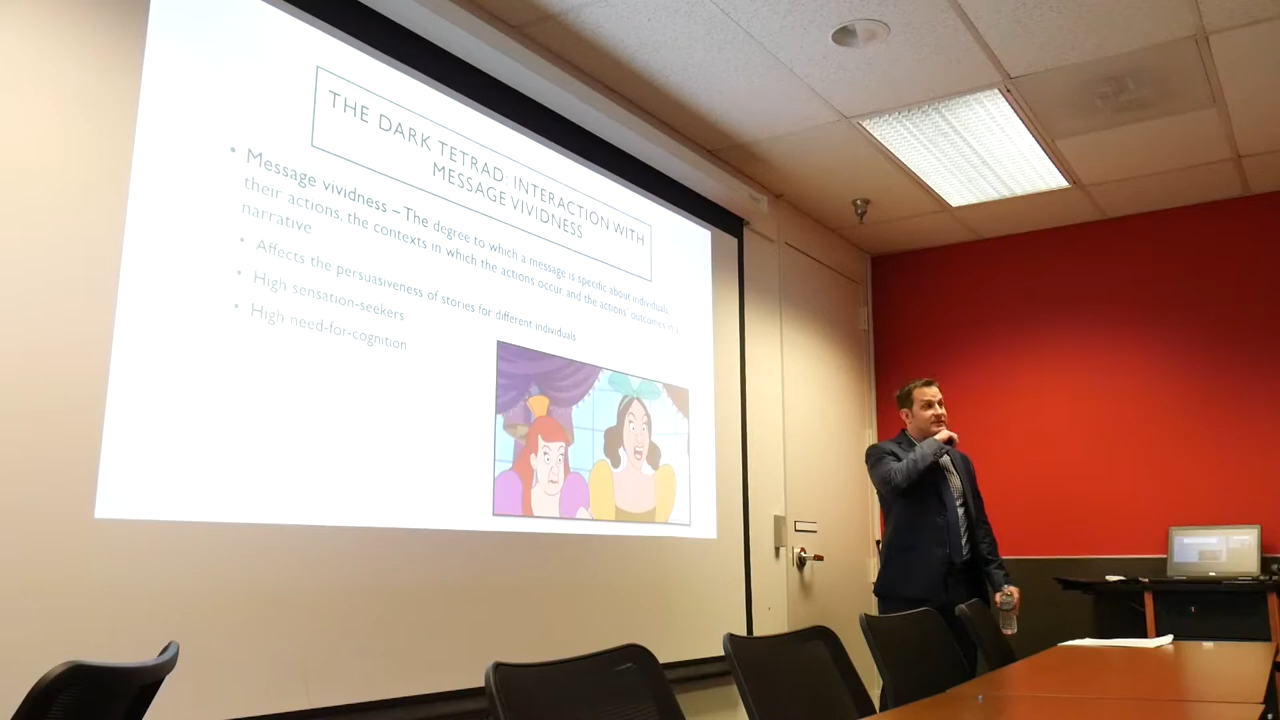 THE DARK TETRAD: INTERACTION WITH
MESSAGE VIVIDNESS
• Message vividness – The degree to which a message is specific about individuals,
their actions, the contexts in which the actions occur, and the actions' outcomes in a
narrative
• Affects the persuasiveness of stories for different individuals
• High sensation-seekers
• High need-for-cognition